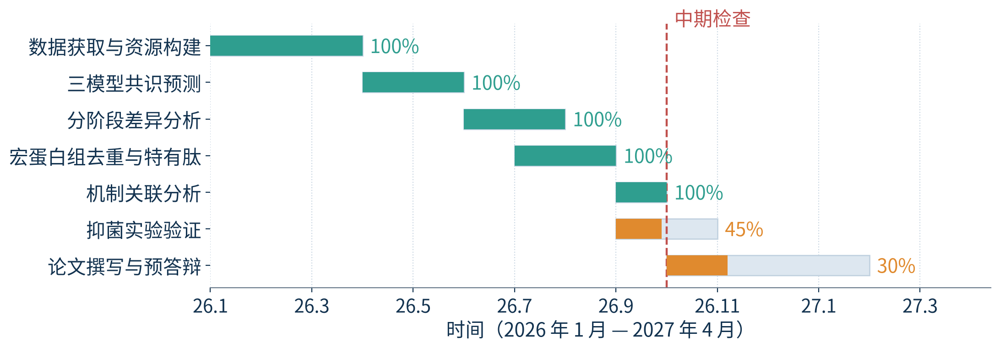 中期检查
数据获取与资源构建 100%
三模型共识预测 100%
分阶段差异分析 100%
宏蛋白组去重与特有肽 100%
机制关联分析 100%
抑菌实验验证 45%
论文撰写与预答辩 30%
26.1 26.3 26.5 26.7 26.9 26.11 27.1 27.3
时间（2026 年 1 月 — 2027 年 4 月）